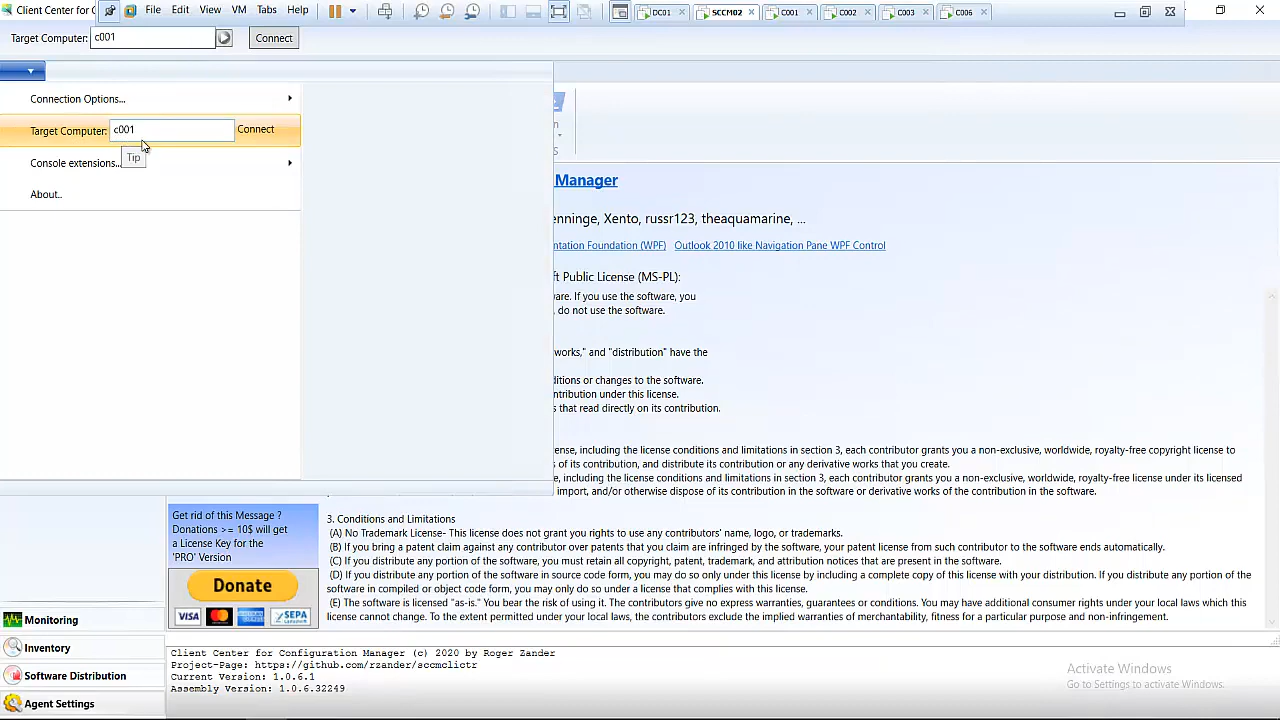 Client Center for C File Edit View VM Tabs Help DC01 SCCM02 C001 C002 C003 C006
Target Computer: c001 Connect
Connection Options...
Target Computer: c001 Connect
Tip
Console extensions...
About..
Manager
enninge, Xento, russr123, theaquamarine, ...
ntation Foundation (WPF) Outlook 2010 like Navigation Pane WPF Control
ft Public License (MS-PL):
are. If you use the software, you
, do not use the software.
works," and "distribution" have the
ditions or changes to the software.
ntribution under this license.
s that read directly on its contribution.
ense, including the license conditions and limitations in section 3, each contributor grants you a non-exclusive, worldwide, royalty-free copyright license to
s of its contribution, and distribute its contribution or any derivative works that you create.
e, including the license conditions and limitations in section 3, each contributor grants you a non-exclusive, worldwide, royalty-free license under its licensed
import, and/or otherwise dispose of its contribution in the software or derivative works of the contribution in the software.
Get rid of this Message ?
Donations >= 10$ will get
a License Key for the
'PRO' Version
Donate
VISA SEPA
3. Conditions and Limitations
(A) No Trademark License- This license does not grant you rights to use any contributors' name, logo, or trademarks.
(B) If you bring a patent claim against any contributor over patents that you claim are infringed by the software, your patent license from such contributor to the software ends automatically.
(C) If you distribute any portion of the software, you must retain all copyright, patent, trademark, and attribution notices that are present in the software.
(D) If you distribute any portion of the software in source code form, you may do so only under this license by including a complete copy of this license with your distribution. If you distribute any portion of the
software in compiled or object code form, you may only do so under a license that complies with this license.
(E) The software is licensed "as-is." You bear the risk of using it. The contributors give no express warranties, guarantees or conditions. You may have additional consumer rights under your local laws which this
license cannot change. To the extent permitted under your local laws, the contributors exclude the implied warranties of merchantability, fitness for a particular purpose and non-infringement.
Monitoring
Inventory
Software Distribution
Agent Settings
Client Center for Configuration Manager (c) 2020 by Roger Zander
Project-Page: https://github.com/rzander/sccmclictr
Current Version: 1.0.6.1
Assembly Version: 1.0.6.32249
Activate Windows
Go to Settings to activate Windows.